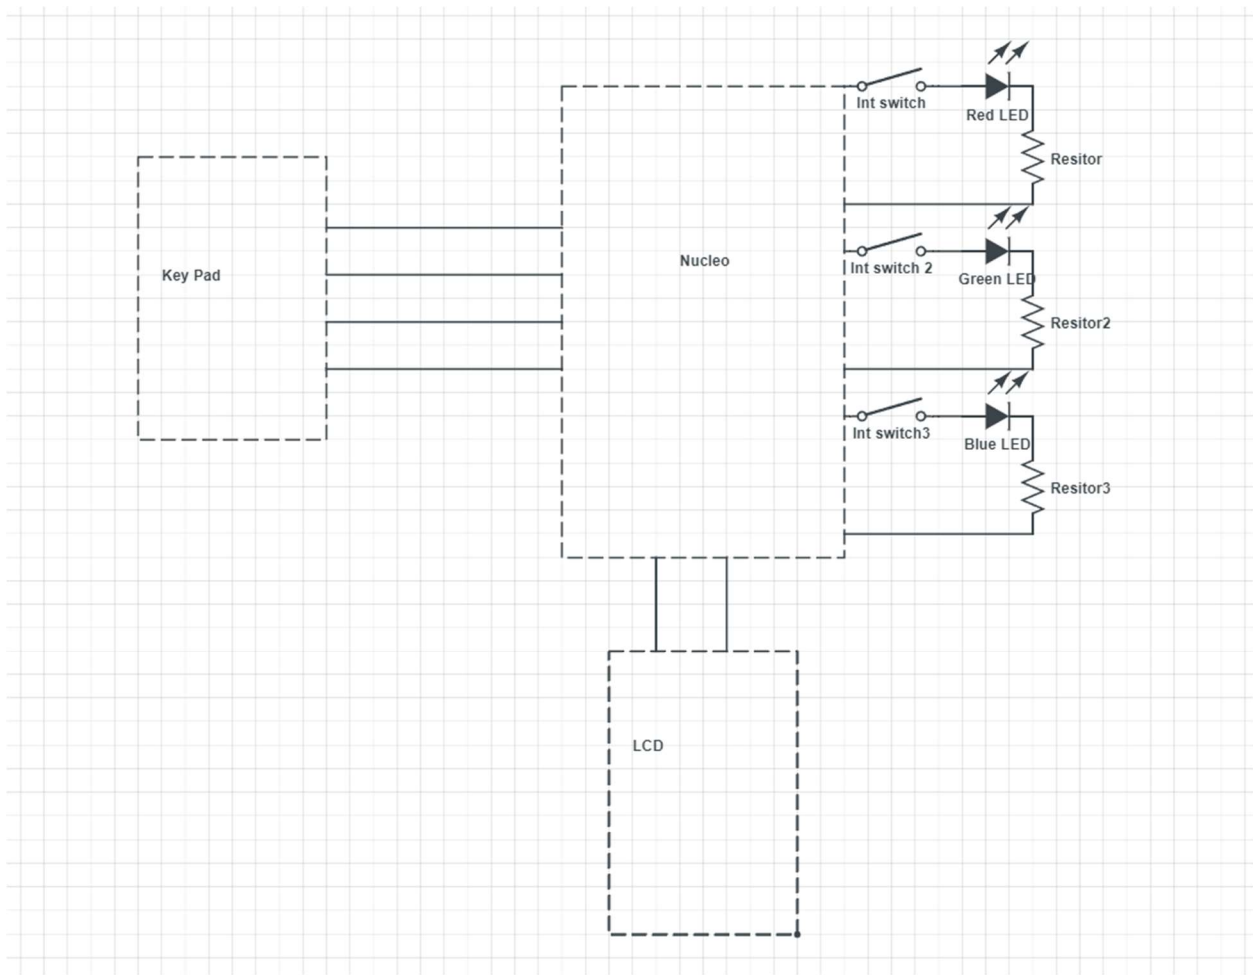 Int switch
Red LED
Resitor
Key Pad
Nucleo
Int switch 2
Green LED
Resitor2
Int switch3
Blue LED
Resitor3
LCD